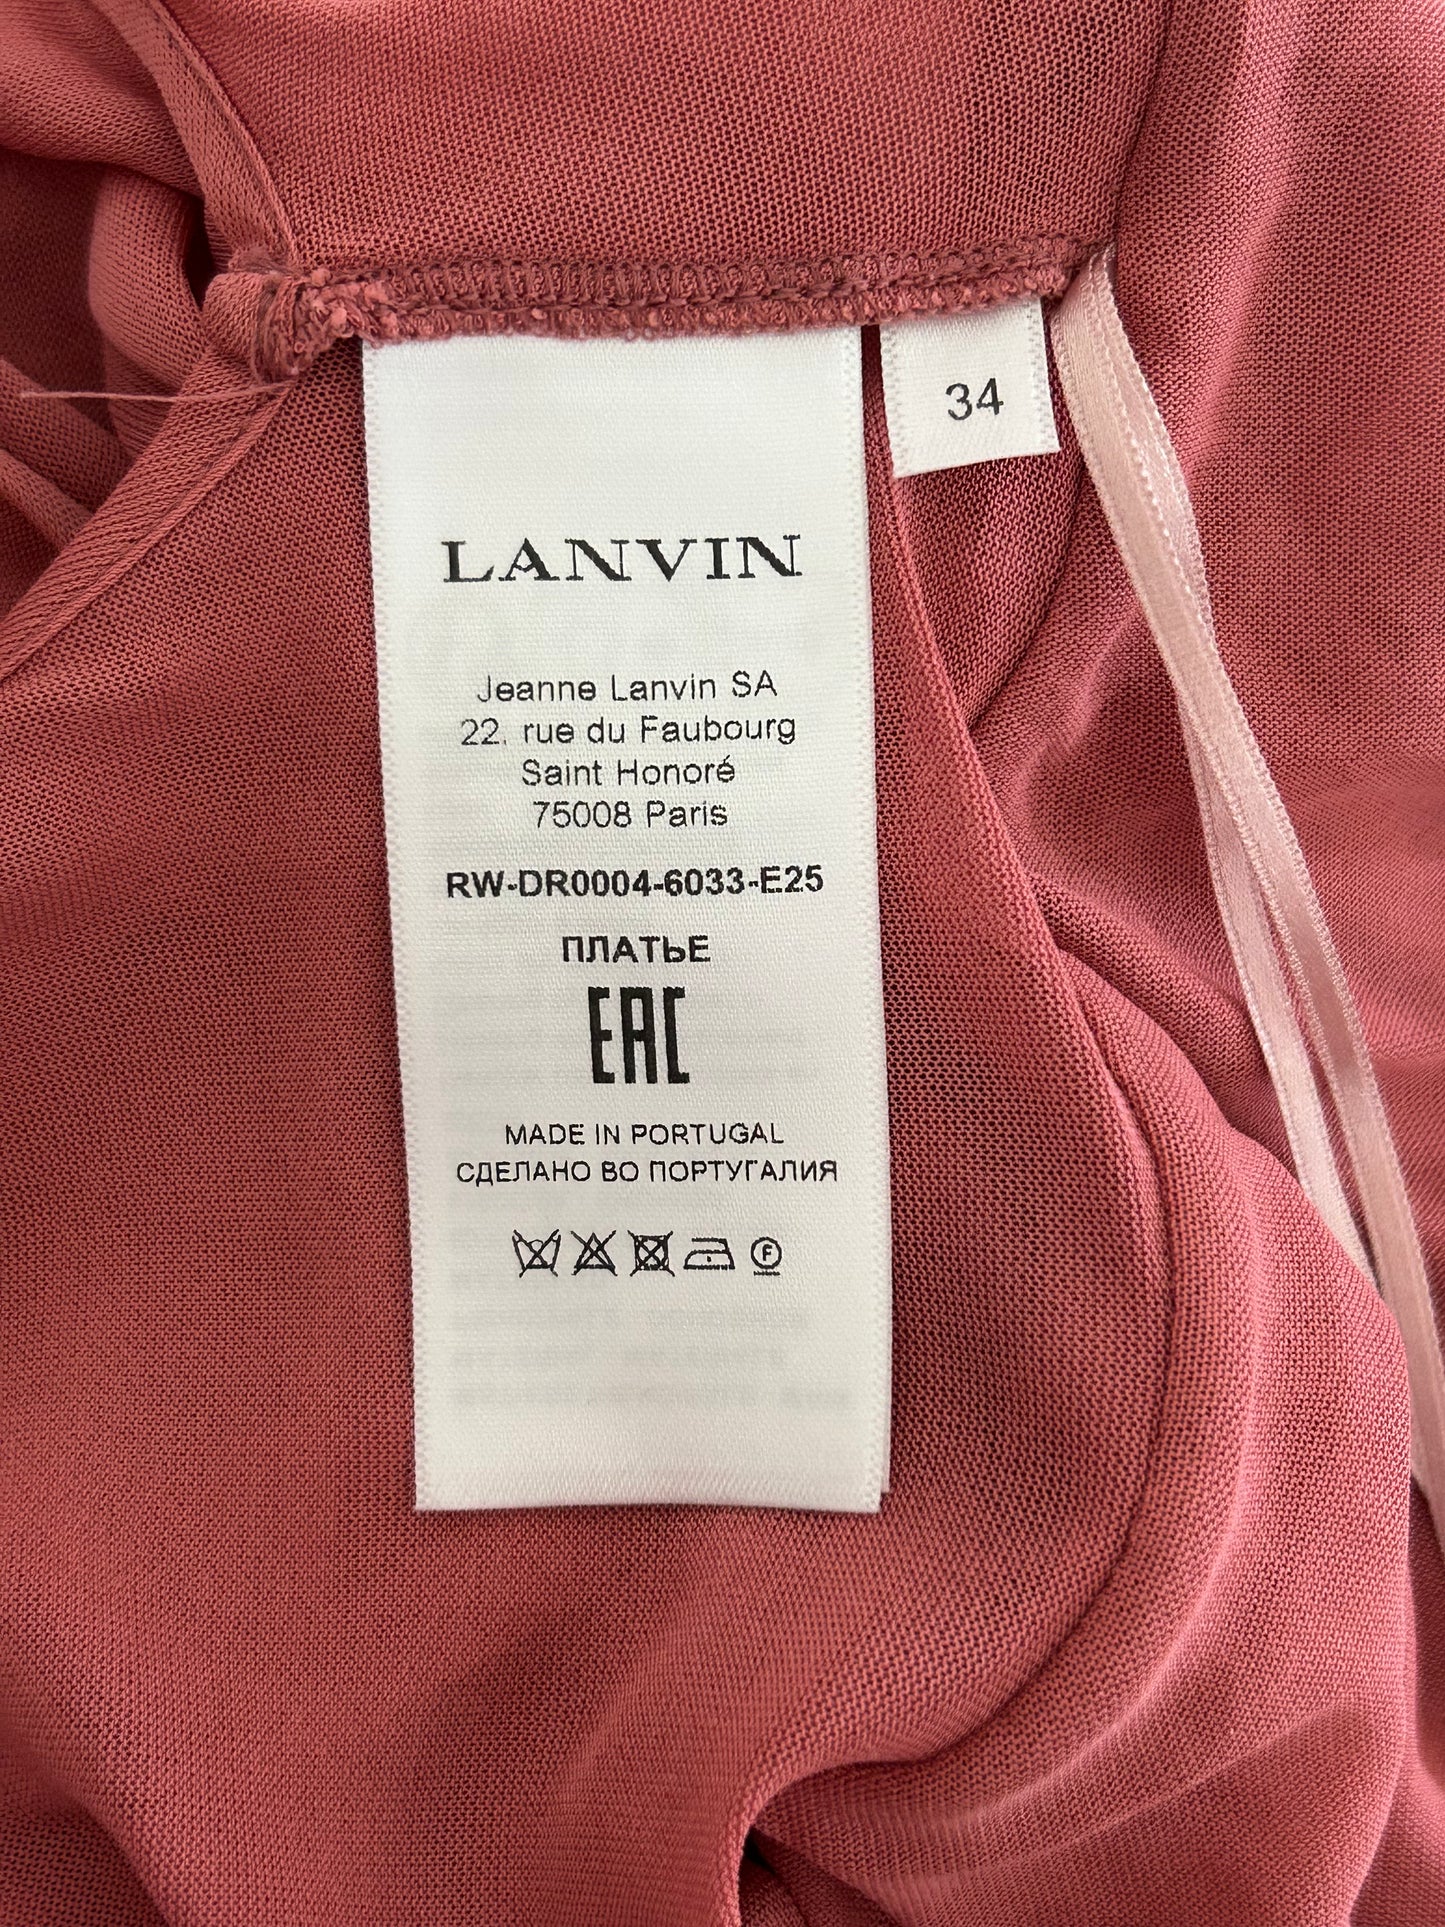 34
LANVIN
Jeanne Lanvin SA
22, rue du Faubourg
Saint Honoré
75008 Paris
RW-DR0004-6033-E25
ПЛАТЬЕ
EAC
MADE IN PORTUGAL
СДЕЛАНО ВО ПОРТУГАЛИЯ
F